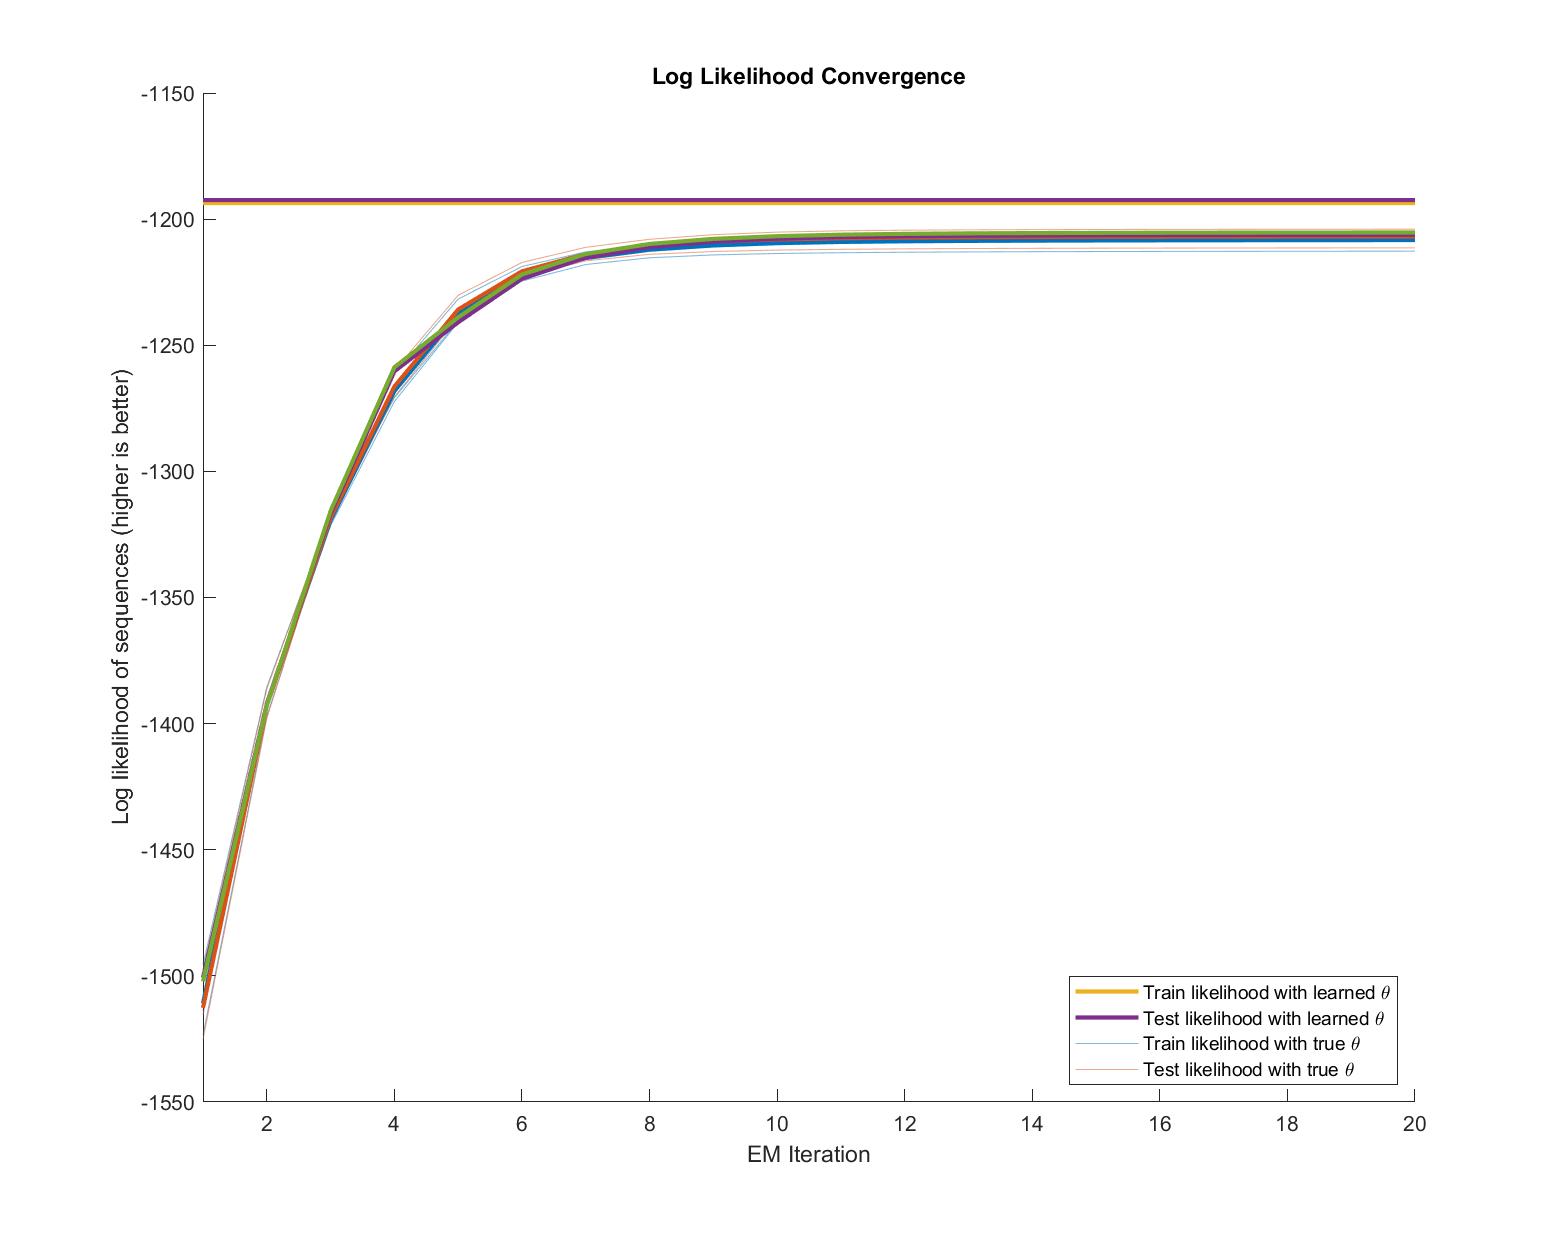 Log Likelihood Convergence
-1150
-1200
-1250
-1300
-1350
-1400
-1450
-1500
-1550
Log likelihood of sequences (higher is better)
Train likelihood with learned θ
Test likelihood with learned θ
Train likelihood with true θ
Test likelihood with true θ
2 4 6 8 10 12 14 16 18 20
EM Iteration